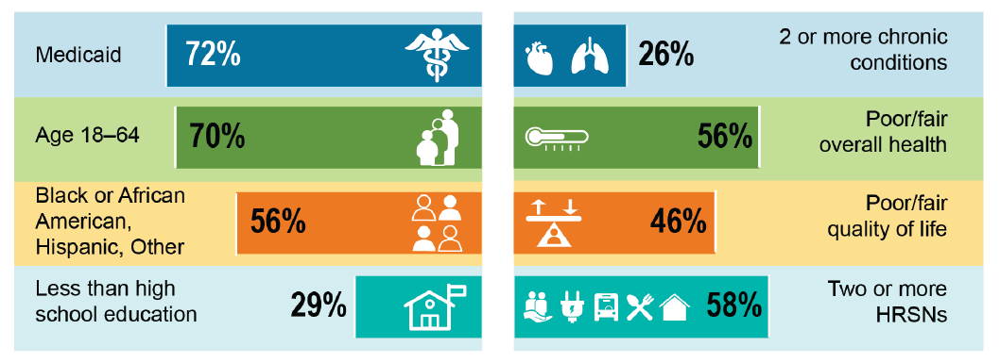 Medicaid
72%
Age 18–64
70%
Black or African
American,
Hispanic, Other
56%
Less than high
school education
29%
26%
2 or more chronic
conditions
56%
Poor/fair
overall health
46%
Poor/fair
quality of life
58%
Two or more
HRSNs